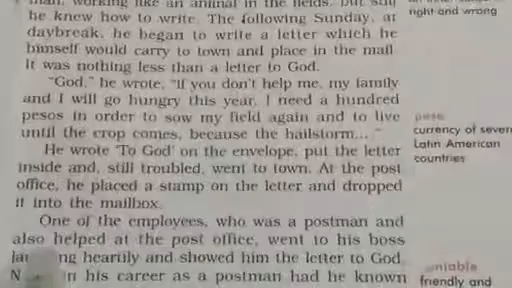 man, working like an animal in the fields, but still
he knew how to write. The following Sunday, at
daybreak, he began to write a letter which he
himself would carry to town and place in the mail.
It was nothing less than a letter to God.
"God," he wrote, "if you don't help me, my family
and I will go hungry this year. I need a hundred
pesos in order to sow my field again and to live
until the crop comes, because the hailstorm... "
He wrote 'To God' on the envelope, put the letter
inside and, still troubled, went to town. At the post
office, he placed a stamp on the letter and dropped
it into the mailbox.
One of the employees, who was a postman and
also helped at the post office, went to his boss
ng heartily and showed him the letter to God.
n his career as a postman had he known
right and wrong
peso
currency of several
Latin American
countries
amiable
friendly and